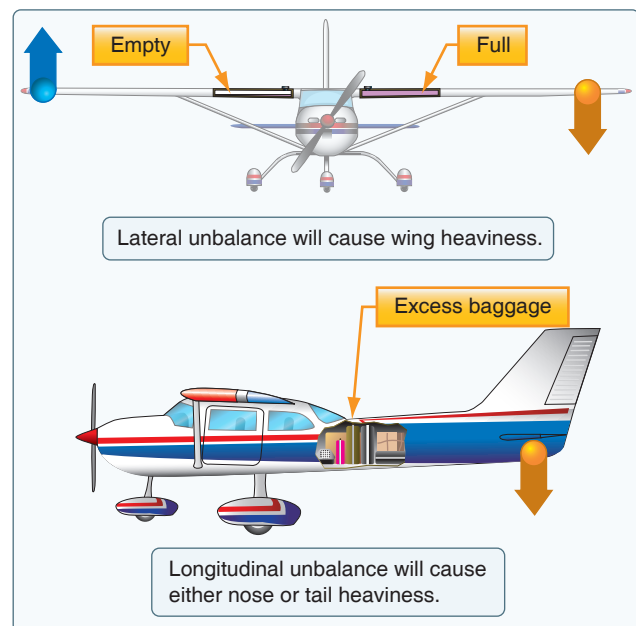 Empty
Full
Lateral unbalance will cause wing heaviness.
Excess baggage
Longitudinal unbalance will cause
either nose or tail heaviness.